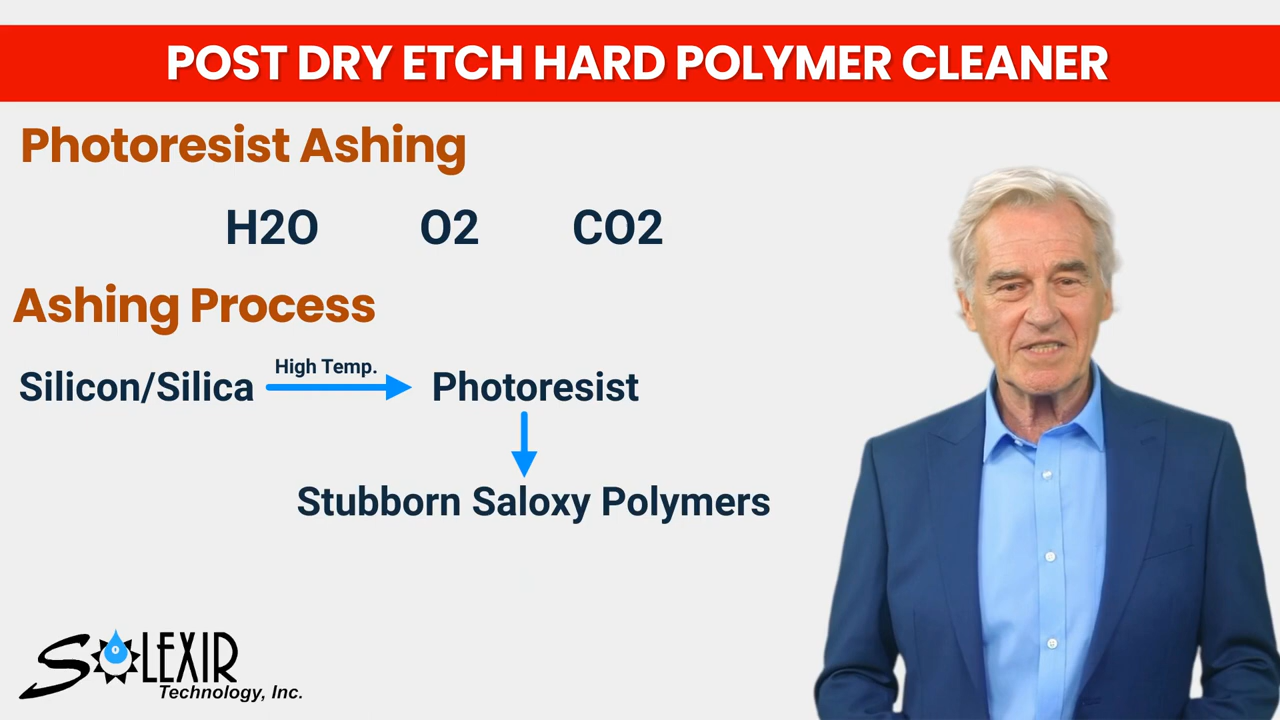 POST DRY ETCH HARD POLYMER CLEANER
Photoresist Ashing
H2O O2 CO2
Ashing Process
Silicon/Silica High Temp. Photoresist
Stubborn Saloxy Polymers
SOLEXIR
Technology, Inc.